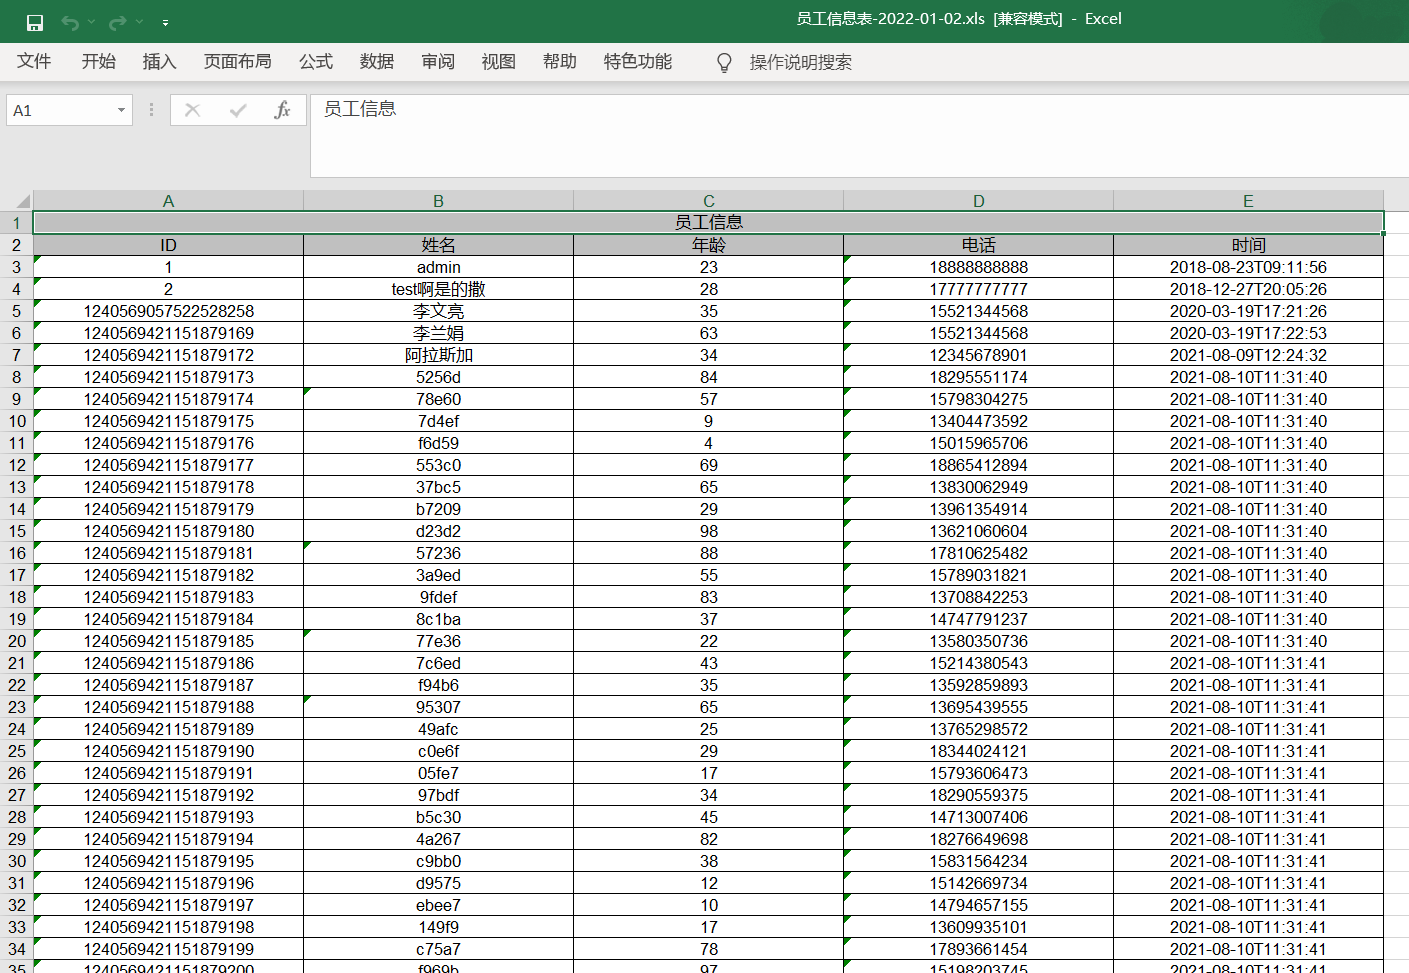 员工信息表-2022-01-02.xls [兼容模式] - Excel
文件 开始 插入 页面布局 公式 数据 审阅 视图 帮助 特色功能 操作说明搜索
A1 fx 员工信息
A B C D E
1 员工信息
2 ID 姓名 年龄 电话 时间
3 1 admin 23 18888888888 2018-08-23T09:11:56
4 2 test啊是的撒 28 17777777777 2018-12-27T20:05:26
5 1240569057522528258 李文亮 35 15521344568 2020-03-19T17:21:26
6 1240569421151879169 李兰娟 63 15521344568 2020-03-19T17:22:53
7 1240569421151879172 阿拉斯加 34 12345678901 2021-08-09T12:24:32
8 1240569421151879173 5256d 84 18295551174 2021-08-10T11:31:40
9 1240569421151879174 78e60 57 15798304275 2021-08-10T11:31:40
10 1240569421151879175 7d4ef 9 13404473592 2021-08-10T11:31:40
11 1240569421151879176 f6d59 4 15015965706 2021-08-10T11:31:40
12 1240569421151879177 553c0 69 18865412894 2021-08-10T11:31:40
13 1240569421151879178 37bc5 65 13830062949 2021-08-10T11:31:40
14 1240569421151879179 b7209 29 13961354914 2021-08-10T11:31:40
15 1240569421151879180 d23d2 98 13621060604 2021-08-10T11:31:40
16 1240569421151879181 57236 88 17810625482 2021-08-10T11:31:40
17 1240569421151879182 3a9ed 55 15789031821 2021-08-10T11:31:40
18 1240569421151879183 9fdef 83 13708842253 2021-08-10T11:31:40
19 1240569421151879184 8c1ba 37 14747791237 2021-08-10T11:31:40
20 1240569421151879185 77e36 22 13580350736 2021-08-10T11:31:40
21 1240569421151879186 7c6ed 43 15214380543 2021-08-10T11:31:41
22 1240569421151879187 f94b6 35 13592859893 2021-08-10T11:31:41
23 1240569421151879188 95307 65 13695439555 2021-08-10T11:31:41
24 1240569421151879189 49afc 25 13765298572 2021-08-10T11:31:41
25 1240569421151879190 c0e6f 29 18344024121 2021-08-10T11:31:41
26 1240569421151879191 05fe7 17 15793606473 2021-08-10T11:31:41
27 1240569421151879192 97bdf 34 18290559375 2021-08-10T11:31:41
28 1240569421151879193 b5c30 45 14713007406 2021-08-10T11:31:41
29 1240569421151879194 4a267 82 18276649698 2021-08-10T11:31:41
30 1240569421151879195 c9bb0 38 15831564234 2021-08-10T11:31:41
31 1240569421151879196 d9575 12 15142669734 2021-08-10T11:31:41
32 1240569421151879197 ebee7 10 14794657155 2021-08-10T11:31:41
33 1240569421151879198 149f9 17 13609935101 2021-08-10T11:31:41
34 1240569421151879199 c75a7 78 17893661454 2021-08-10T11:31:41
35 1240569421151879200 f969b 97 15198203745 2021-08-10T11:31:41